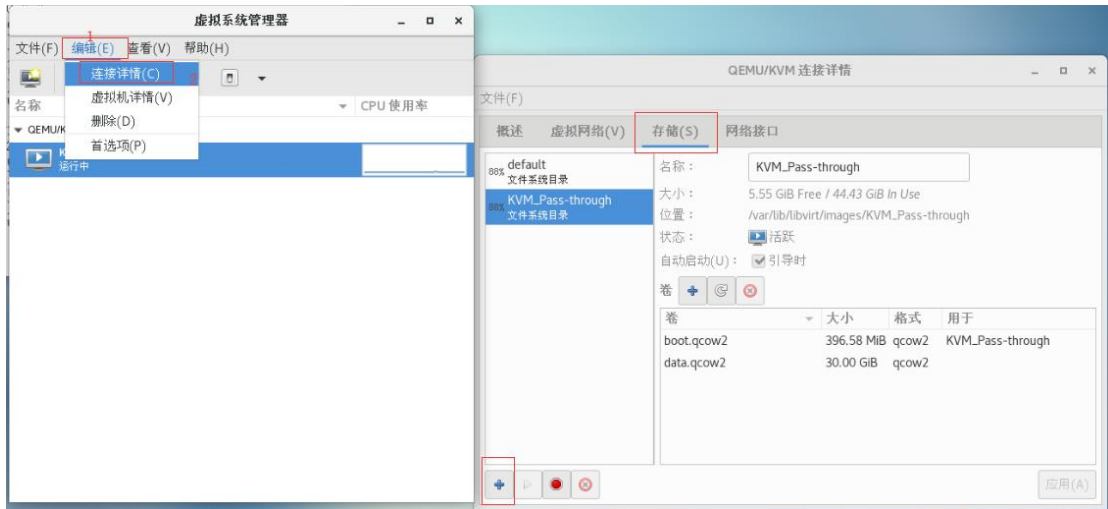 虚拟系统管理器
1
文件(F) 编辑(E) 查看(V) 帮助(H)
连接详情(C)
虚拟机详情(V)
删除(D)
首选项(P)
名称 CPU 使用率
QEMU/K
运行中
QEMU/KVM 连接详情
文件(F)
概述 虚拟网络(V) 存储(S) 网络接口
88% default
文件系统目录
88% KVM_Pass-through
文件系统目录
名称： KVM_Pass-through
大小： 5.55 GiB Free / 44.43 GiB In Use
位置： /var/lib/libvirt/images/KVM_Pass-through
状态： 活跃
自动启动(U)： 引导时
卷
卷 大小 格式 用于
boot.qcow2 396.58 MiB qcow2 KVM_Pass-through
data.qcow2 30.00 GiB qcow2
应用(A)